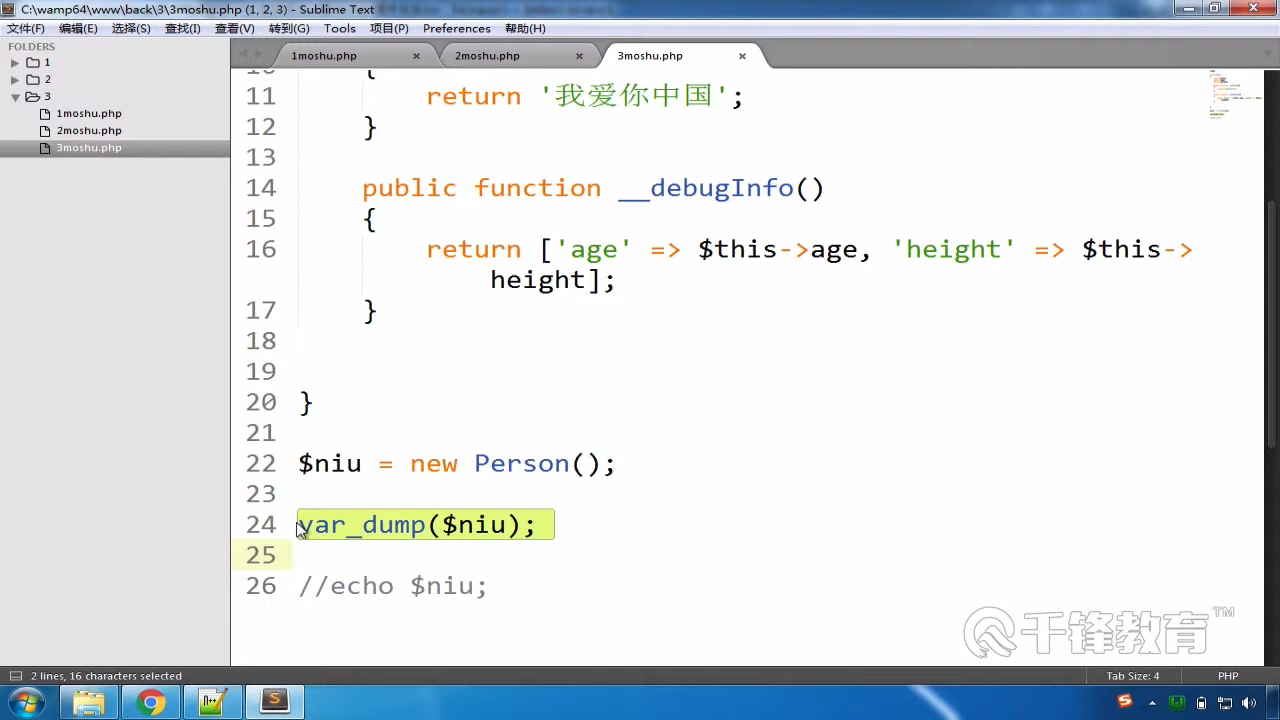 C:\wamp64\www\back\3\3moshu.php (1, 2, 3) - Sublime Text
文件(F) 编辑(E) 选择(S) 查找(I) 查看(V) 转到(G) Tools 项目(P) Preferences 帮助(H)
FOLDERS
1
2
3
1moshu.php
2moshu.php
3moshu.php
1moshu.php × 2moshu.php × 3moshu.php ×
10 {
11 return '我爱你中国';
12 }
13
14 public function __debugInfo()
15 {
16 return ['age' => $this->age, 'height' => $this->
height];
17 }
18
19
20 }
21
22 $niu = new Person();
23
24 var_dump($niu);
25
26 //echo $niu;
千锋教育™
2 lines, 16 characters selected
Tab Size: 4 PHP